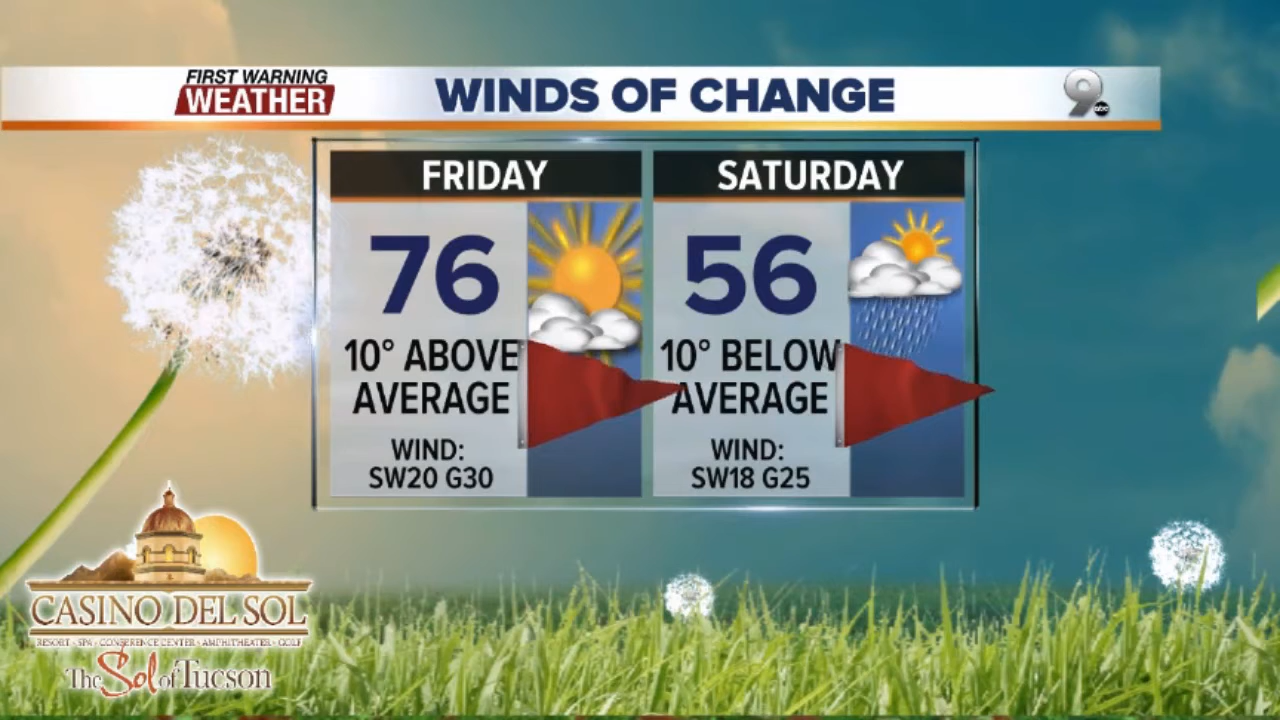 FIRST WARNING
WEATHER
WINDS OF CHANGE
9
abc
FRIDAY
76
10° ABOVE
AVERAGE
WIND:
SW20 G30
SATURDAY
56
10° BELOW
AVERAGE
WIND:
SW18 G25
CASINO DEL SOL
RESORT - SPA - CONFERENCE CENTER - AMPHITHEATER - GOLF
The Sol of Tucson